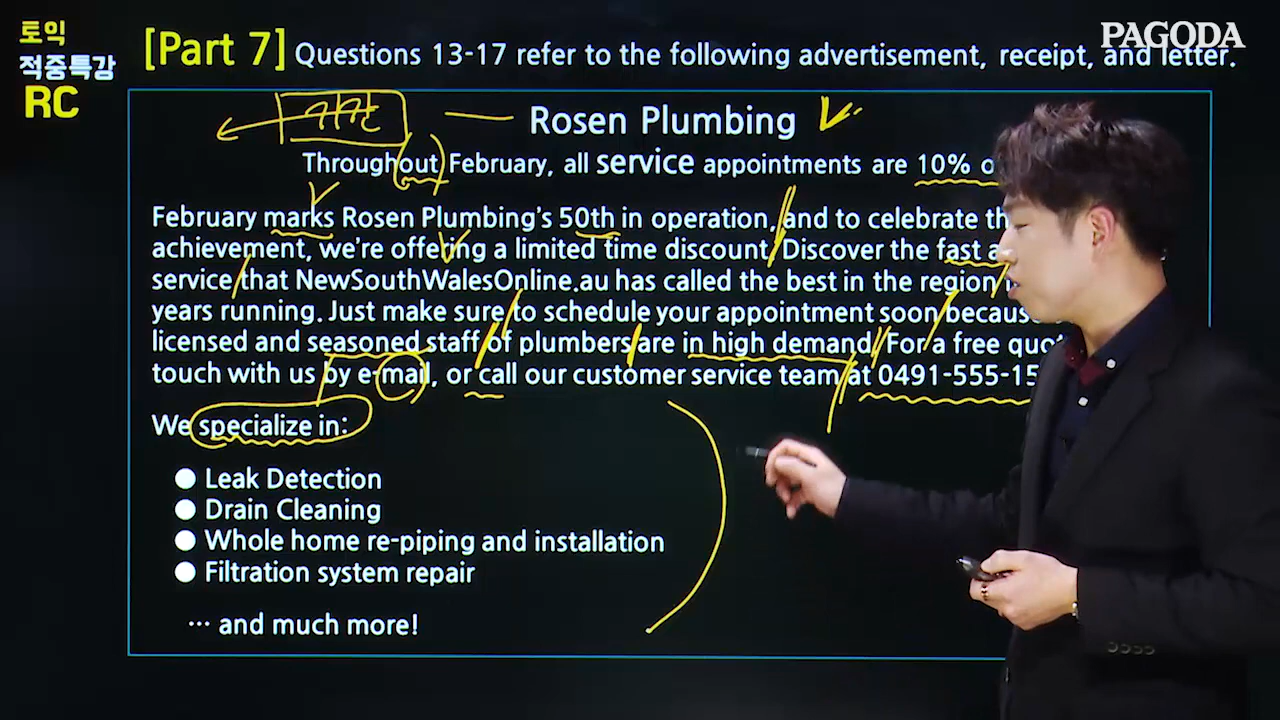 토익
적중특강
RC
[Part 7] Questions 13-17 refer to the following advertisement, receipt, and letter.
PAGODA
Rosen Plumbing
Throughout February, all service appointments are 10%
February marks Rosen Plumbing's 50th in operation, and to celebrate
achievement, we're offering a limited time discount. Discover the fast
service that NewSouthWalesOnline.au has called the best in the region
years running. Just make sure to schedule your appointment soon
licensed and seasoned staff of plumbers are in high demand. For a free
touch with us by e-mail, or call our customer service team at 0491-555-15
We specialize in:
● Leak Detection
● Drain Cleaning
● Whole home re-piping and installation
● Filtration system repair
··· and much more!